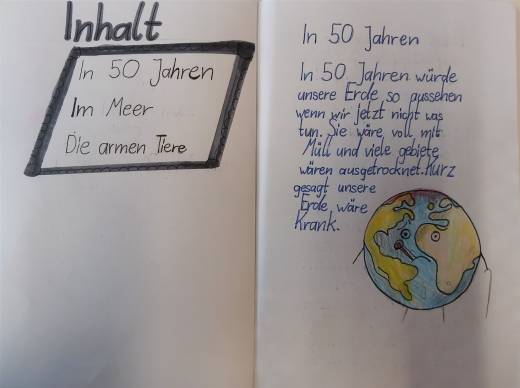 Inhalt
In 50 Jahren
Im Meer
Die armen Tiere
In 50 Jahren
In 50 Jahren würde
unsere Erde so aussehen
wenn wir jetzt nicht was
tun. Sie wäre voll mit
Müll und viele gebiete
wären ausgetrocknet. Kurz
gesagt unsere
Erde wäre
Krank.